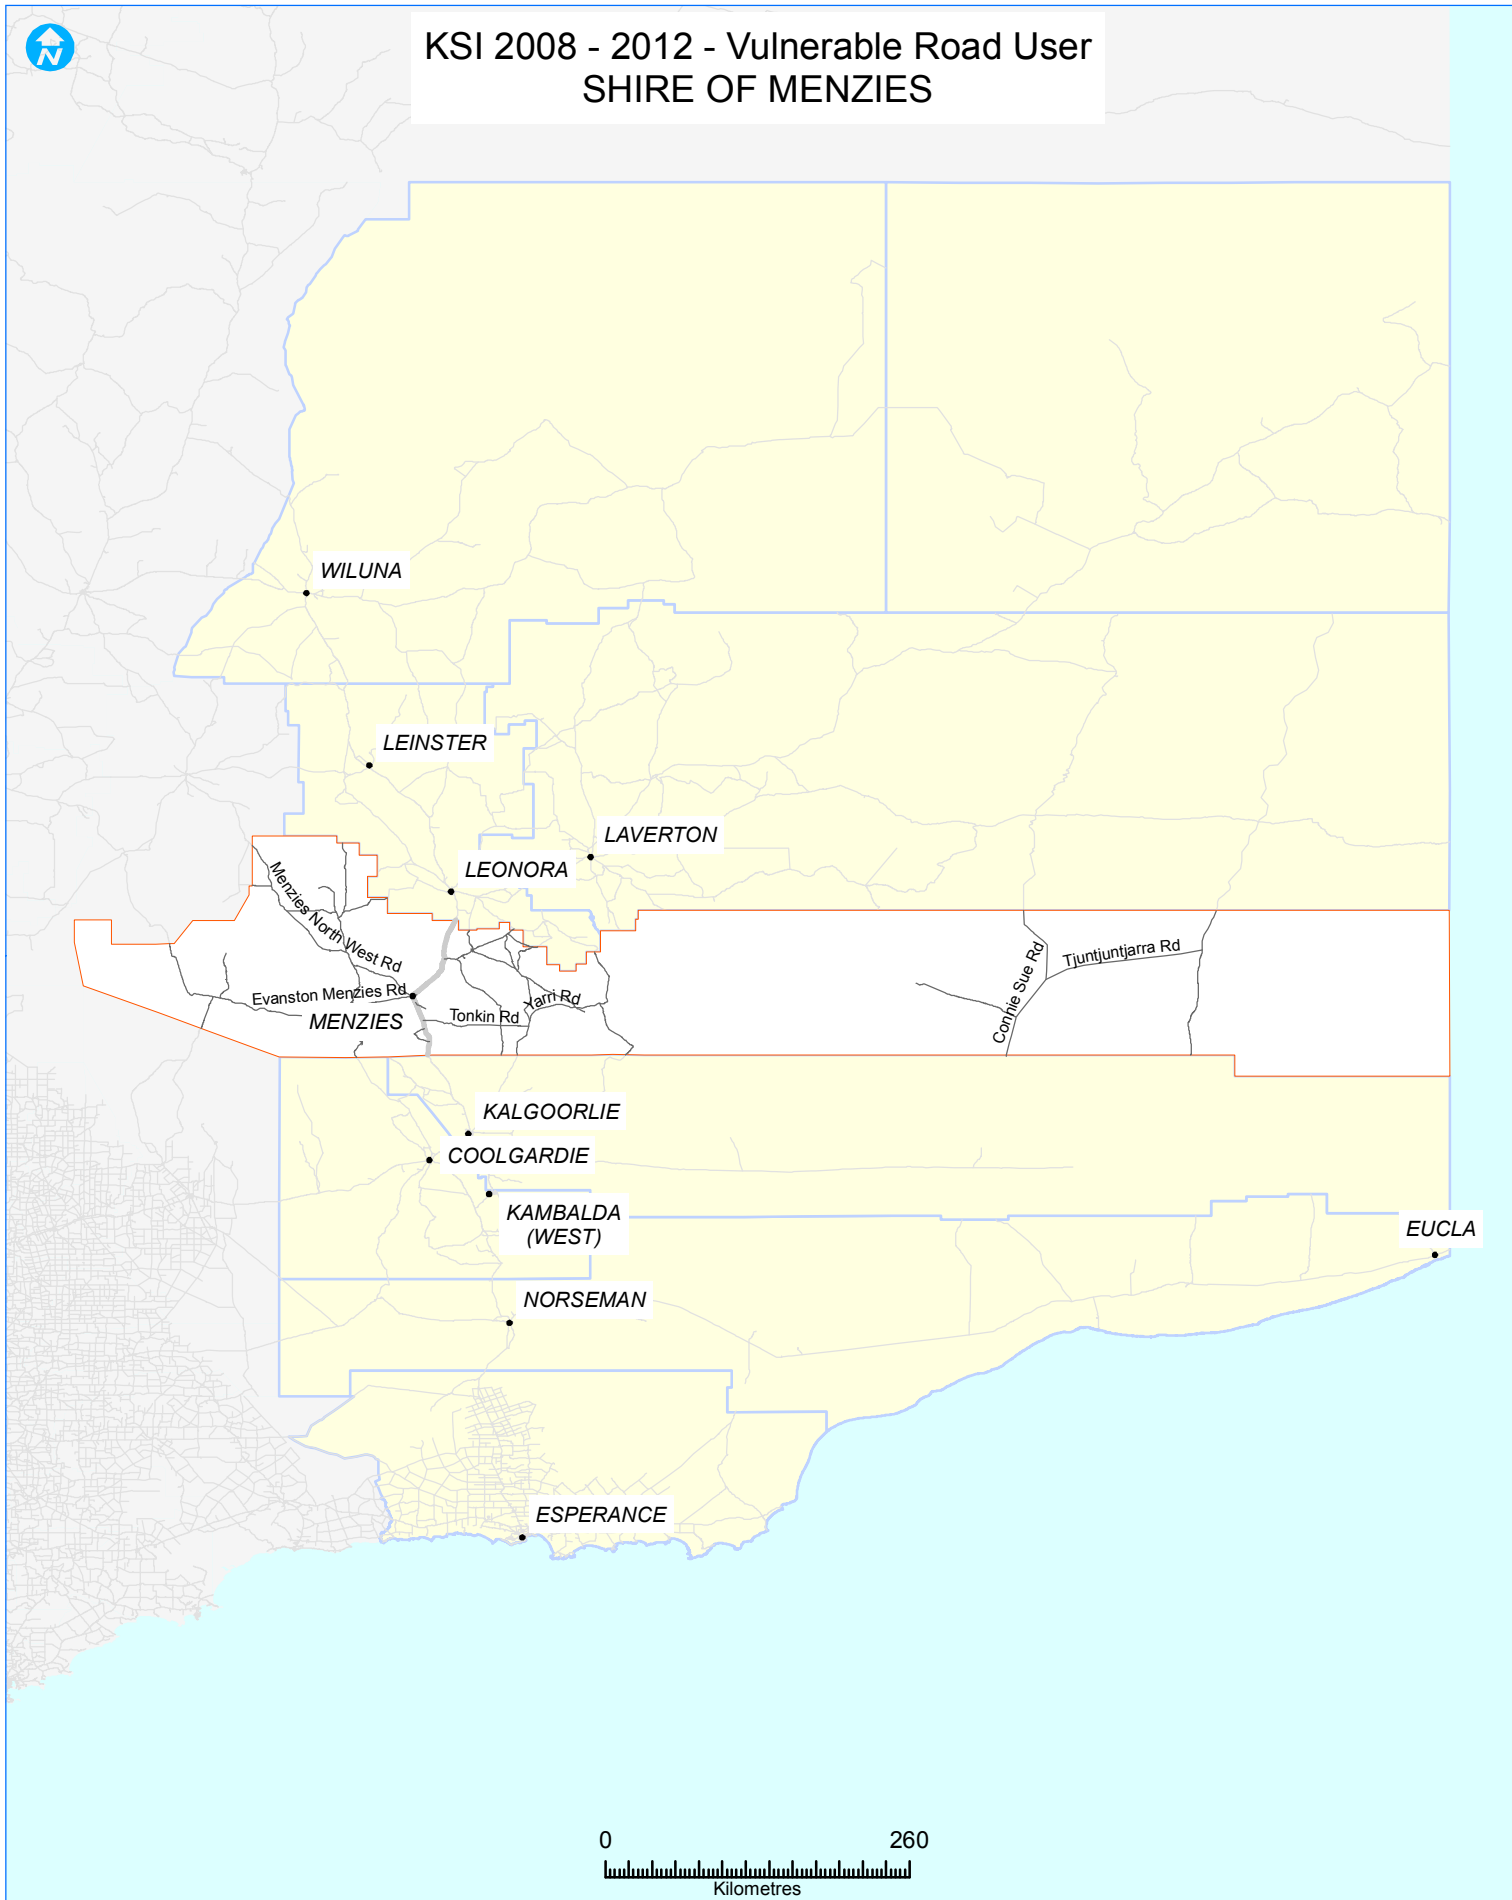 N
KSI 2008 - 2012 - Vulnerable Road User
SHIRE OF MENZIES
WILUNA
LEINSTER
LAVERTON
LEONORA
Menzies North West Rd
Connie Sue Rd
Tjuntjuntjarra Rd
Evanston Menzies Rd
Yarri Rd
Tonkin Rd
MENZIES
KALGOORLIE
COOLGARDIE
KAMBALDA
(WEST)
EUCLA
NORSEMAN
ESPERANCE
0 260
Kilometres